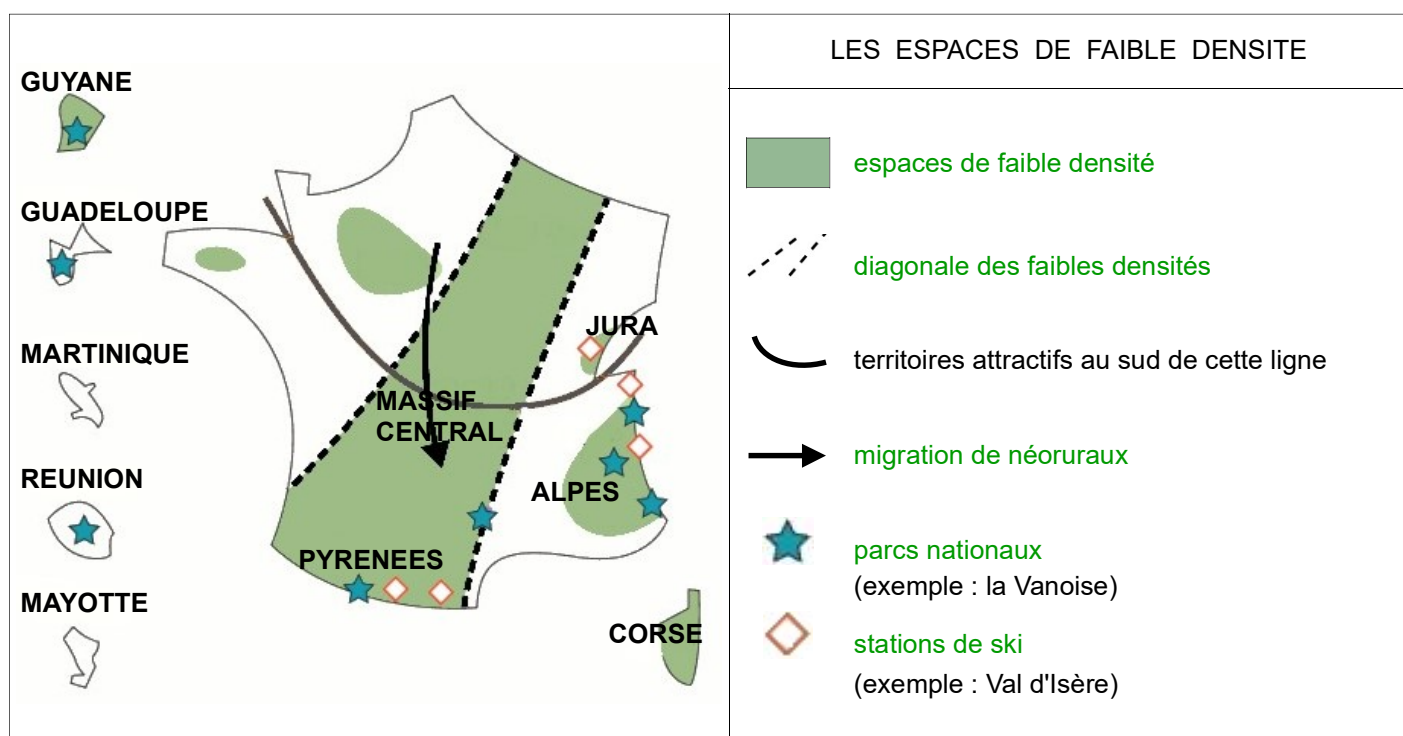 GUYANE
GUADELOUPE
MARTINIQUE
REUNION
MAYOTTE
JURA
MASSIF
CENTRAL
ALPES
PYRENEES
CORSE
LES ESPACES DE FAIBLE DENSITE
espaces de faible densité
diagonale des faibles densités
territoires attractifs au sud de cette ligne
migration de néoruraux
parcs nationaux
(exemple : la Vanoise)
stations de ski
(exemple : Val d'Isère)